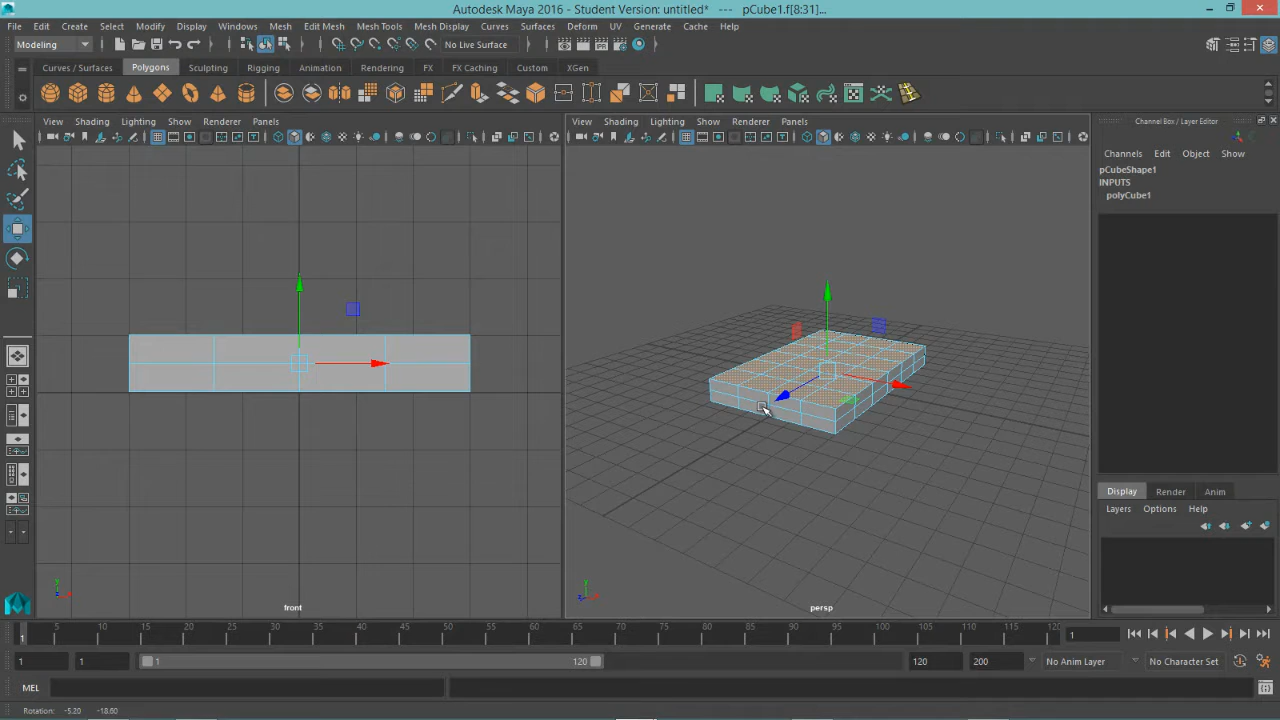 Autodesk Maya 2016 - Student Version: untitled* --- pCube1.f[8:31]...
File Edit Create Select Modify Display Windows Mesh Edit Mesh Mesh Tools Mesh Display Curves Surfaces Deform UV Generate Cache Help
Modeling No Live Surface
Curves / Surfaces Polygons Sculpting Rigging Animation Rendering FX FX Caching Custom XGen
View Shading Lighting Show Renderer Panels
View Shading Lighting Show Renderer Panels
Channel Box / Layer Editor
Channels Edit Object Show
pCubeShape1
INPUTS
polyCube1
Display Render Anim
Layers Options Help
front
persp
1 5 10 15 20 25 30 35 40 45 50 55 60 65 70 75 80 85 90 95 100 105 110 115 120 1
1 1 1 120 120 200 No Anim Layer No Character Set
MEL
Rotation: -5.20 -18.60